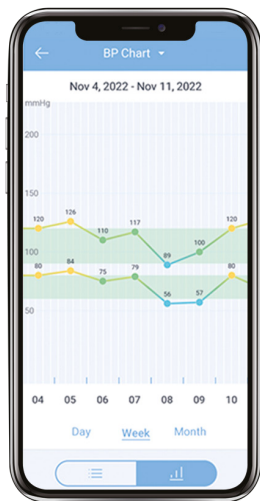 BP Chart
Nov 4, 2022 - Nov 11, 2022
mmHg
200
150
120 126 110 117 89 100 120
100
80 84 75 79 56 57 80
50
04 05 06 07 08 09 10
Day Week Month